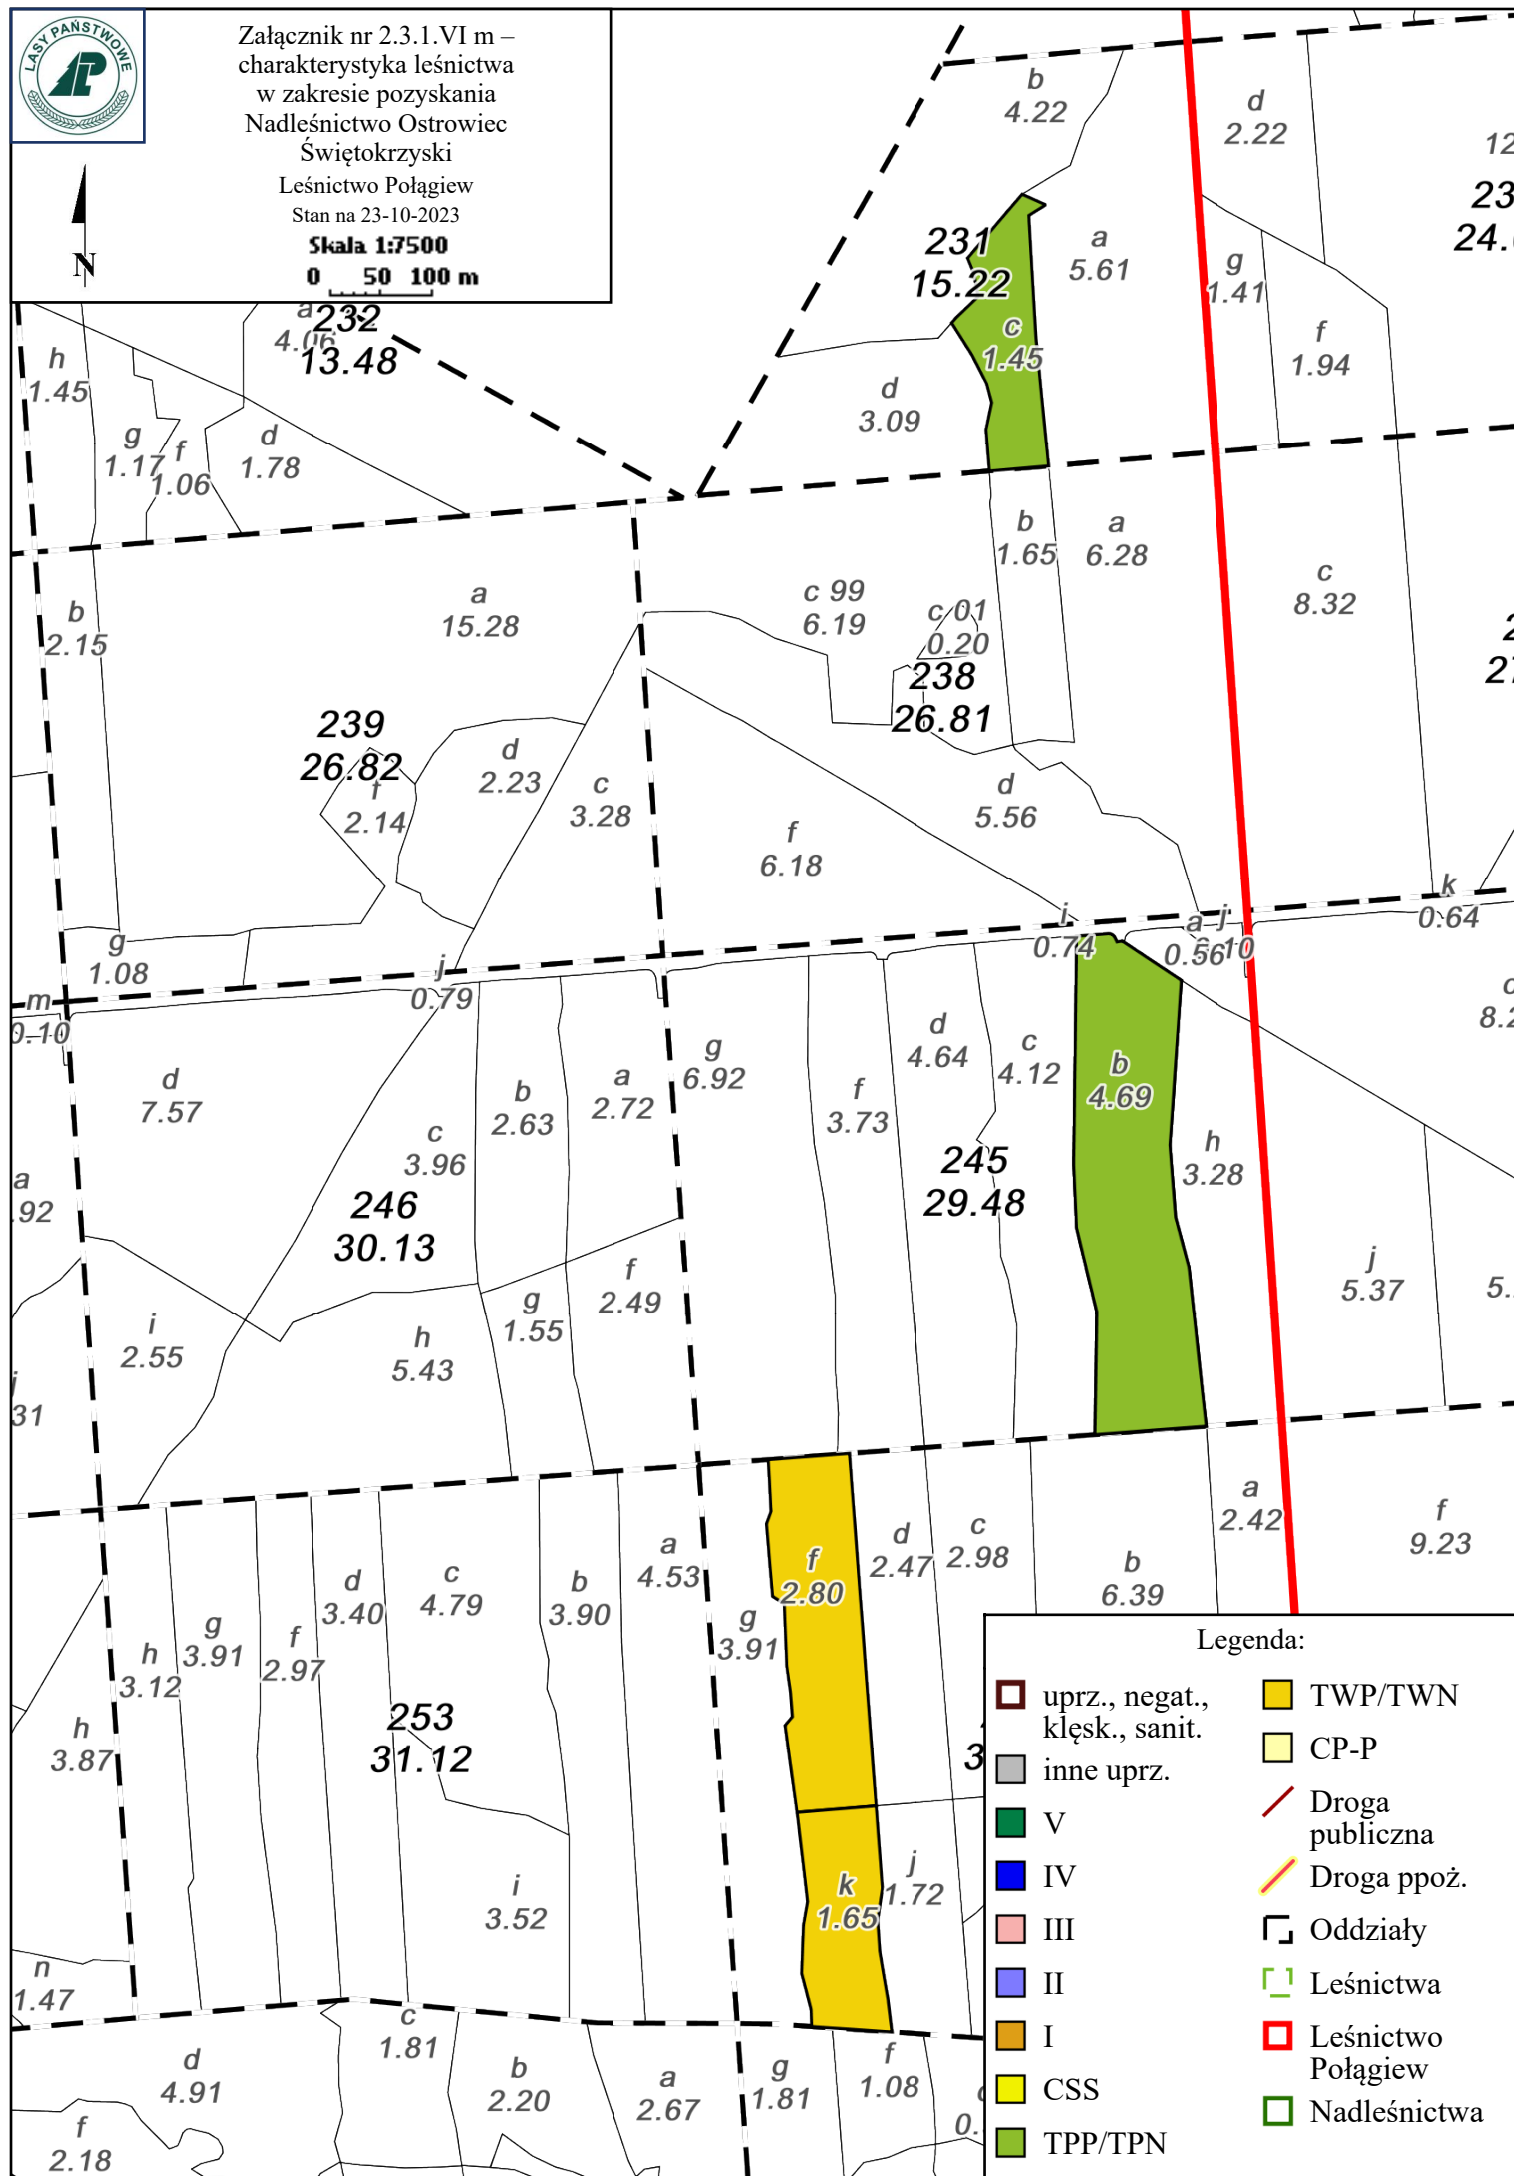 LASY PAŃSTWOWE
Załącznik nr 2.3.1.VI m –
charakterystyka leśnictwa
w zakresie pozyskania
Nadleśnictwo Ostrowiec
Świętokrzyski
Leśnictwo Połągiew
Stan na 23-10-2023
Skala 1:7500
0 50 100 m
N
b
4.22
d
2.22
231
15.22
a
5.61
g
1.41
f
1.94
c
1.45
d
3.09
a
4.06
232
13.48
h
1.45
g
1.17
f
1.06
d
1.78
b
2.15
a
15.28
c 99
6.19
c 01
0.20
b
1.65
a
6.28
c
8.32
238
26.81
239
26.82
f
2.14
d
2.23
c
3.28
f
6.18
d
5.56
k
0.64
g
1.08
j
0.79
i
0.74
a
0.56
j
0.10
m
0.10
d
7.57
c
3.96
b
2.63
a
2.72
g
6.92
f
3.73
d
4.64
c
4.12
b
4.69
h
3.28
246
30.13
245
29.48
i
2.55
h
5.43
g
1.55
f
2.49
j
5.37
a
4.53
b
3.90
c
4.79
d
3.40
f
2.97
g
3.91
h
3.12
h
3.87
253
31.12
i
3.52
g
3.91
f
2.80
d
2.47
c
2.98
b
6.39
a
2.42
f
9.23
k
1.65
j
1.72
n
1.47
d
4.91
c
1.81
b
2.20
a
2.67
g
1.81
f
1.08
f
2.18
Legenda:
uprz., negat.,
klęsk., sanit.
inne uprz.
V
IV
III
II
I
CSS
TPP/TPN
TWP/TWN
CP-P
Droga
publiczna
Droga ppoż.
Oddziały
Leśnictwa
Leśnictwo
Połągiew
Nadleśnictwa